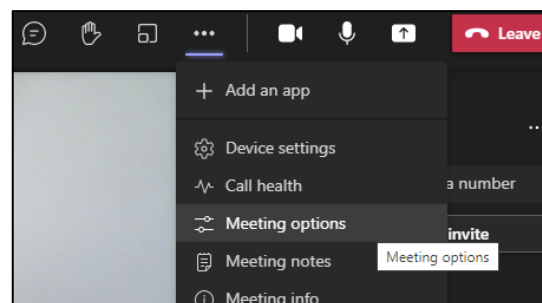 Leave
+ Add an app
Device settings
Call health
a number
Meeting options
invite
Meeting options
Meeting notes
Meeting info